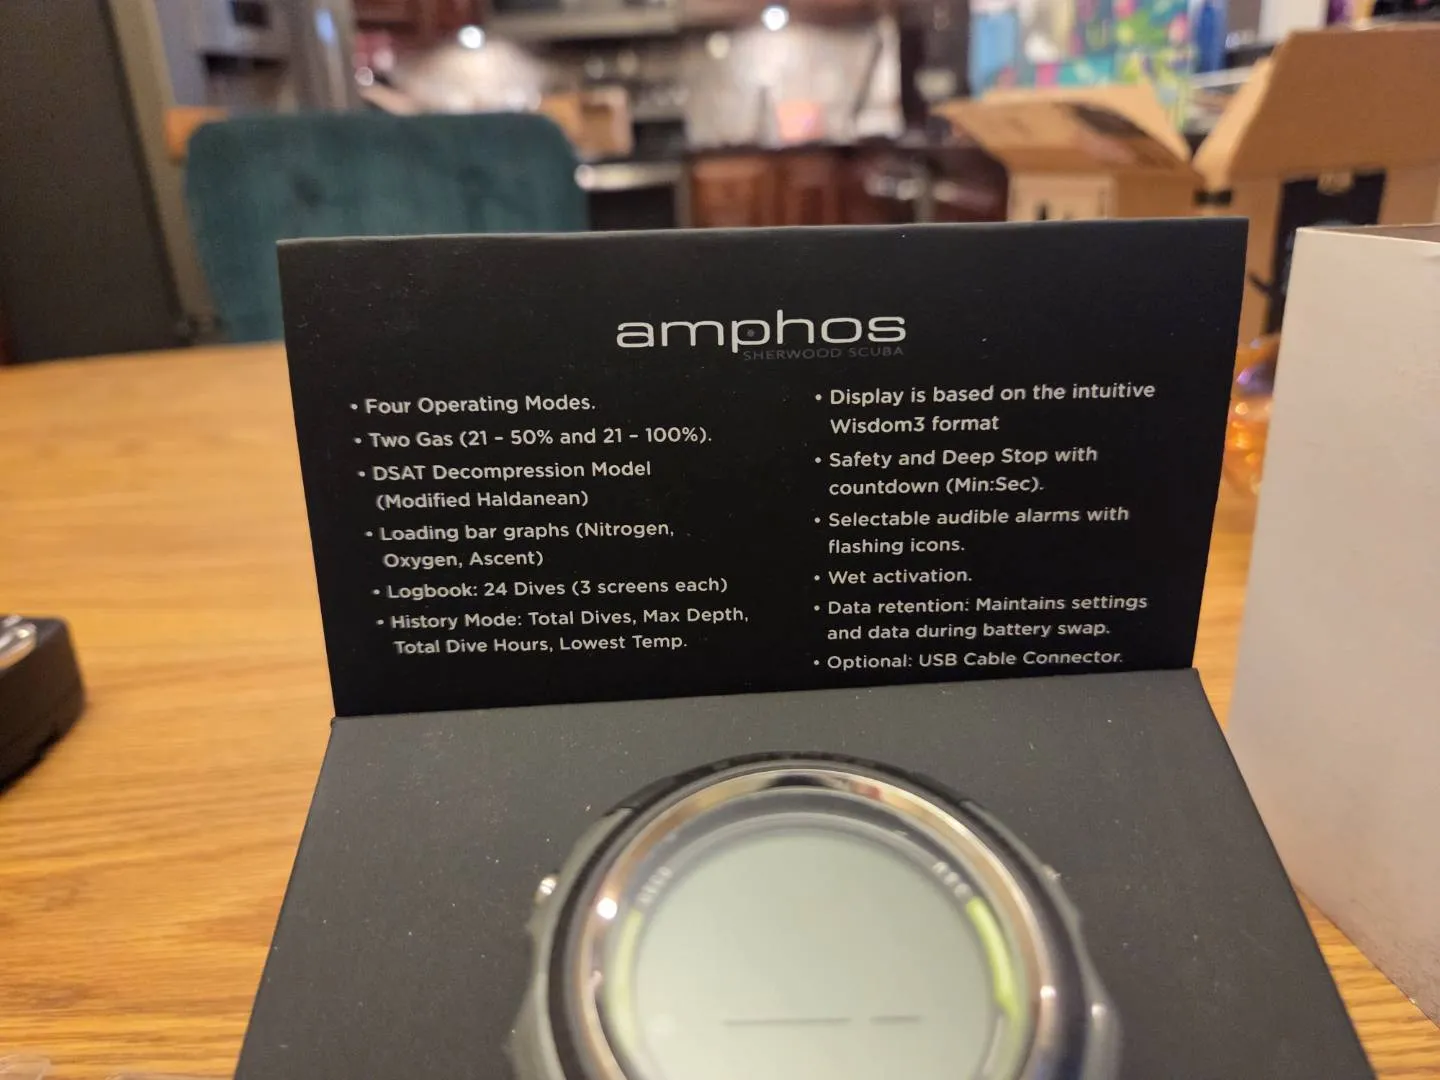 amphos
SHERWOOD SCUBA
• Four Operating Modes.
• Two Gas (21 – 50% and 21 – 100%).
• DSAT Decompression Model
(Modified Haldanean)
• Loading bar graphs (Nitrogen,
Oxygen, Ascent)
• Logbook: 24 Dives (3 screens each)
• History Mode: Total Dives, Max Depth,
Total Dive Hours, Lowest Temp.
• Display is based on the intuitive
Wisdom3 format
• Safety and Deep Stop with
countdown (Min:Sec).
• Selectable audible alarms with
flashing icons.
• Wet activation.
• Data retention: Maintains settings
and data during battery swap.
• Optional: USB Cable Connector.